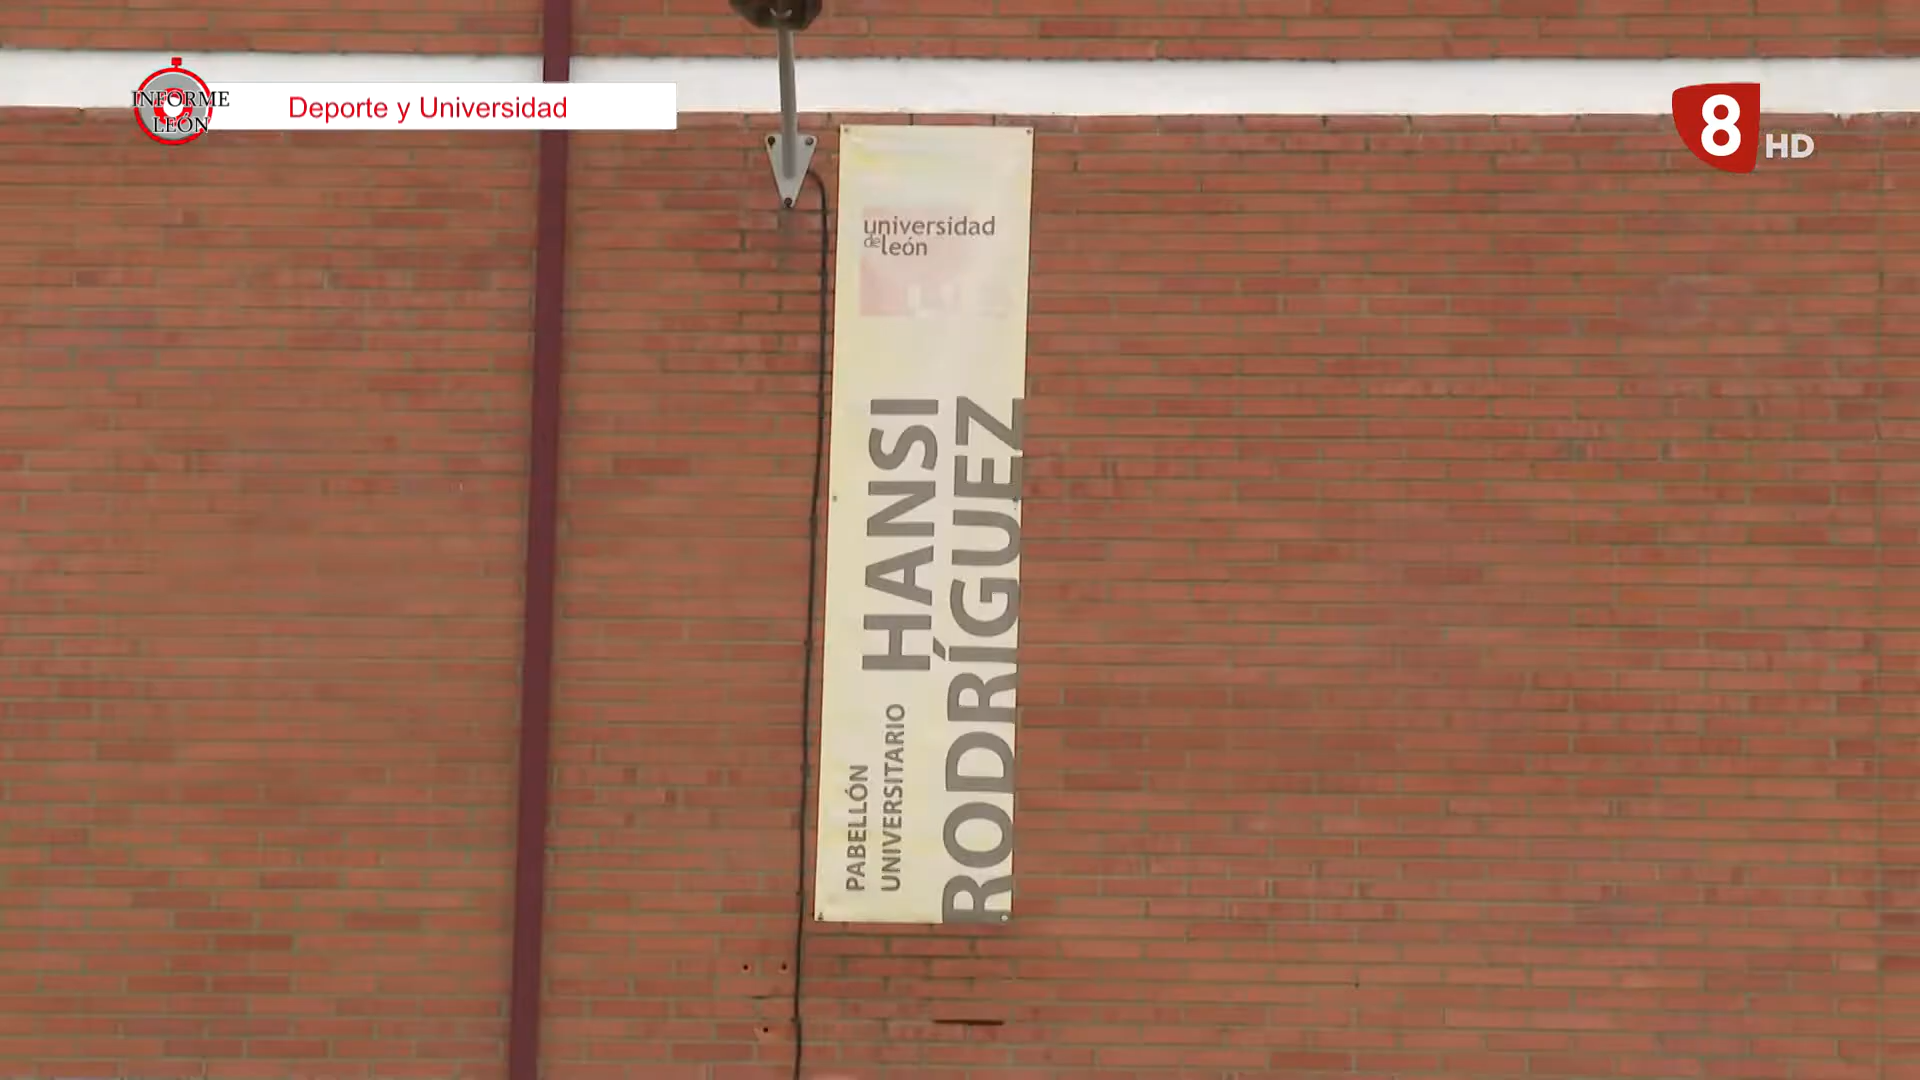 INFORME
LEÓN
Deporte y Universidad
8 HD
universidad
de león
PABELLÓN
UNIVERSITARIO
HANSI
RODRÍGUEZ